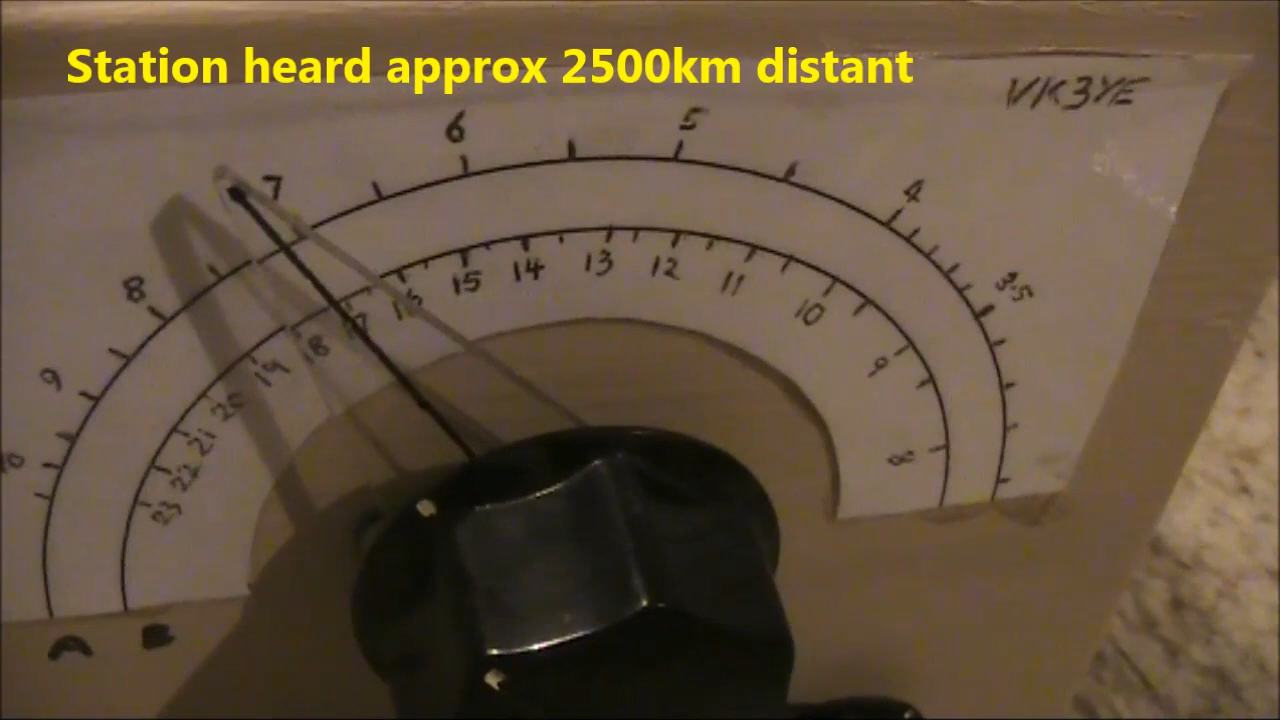 Station heard approx 2500km distant
VK3YE
10 9 8 7 6 5 4 3.5
23 22 21 20 19 18 17 16 15 14 13 12 11 10 9 8
A B